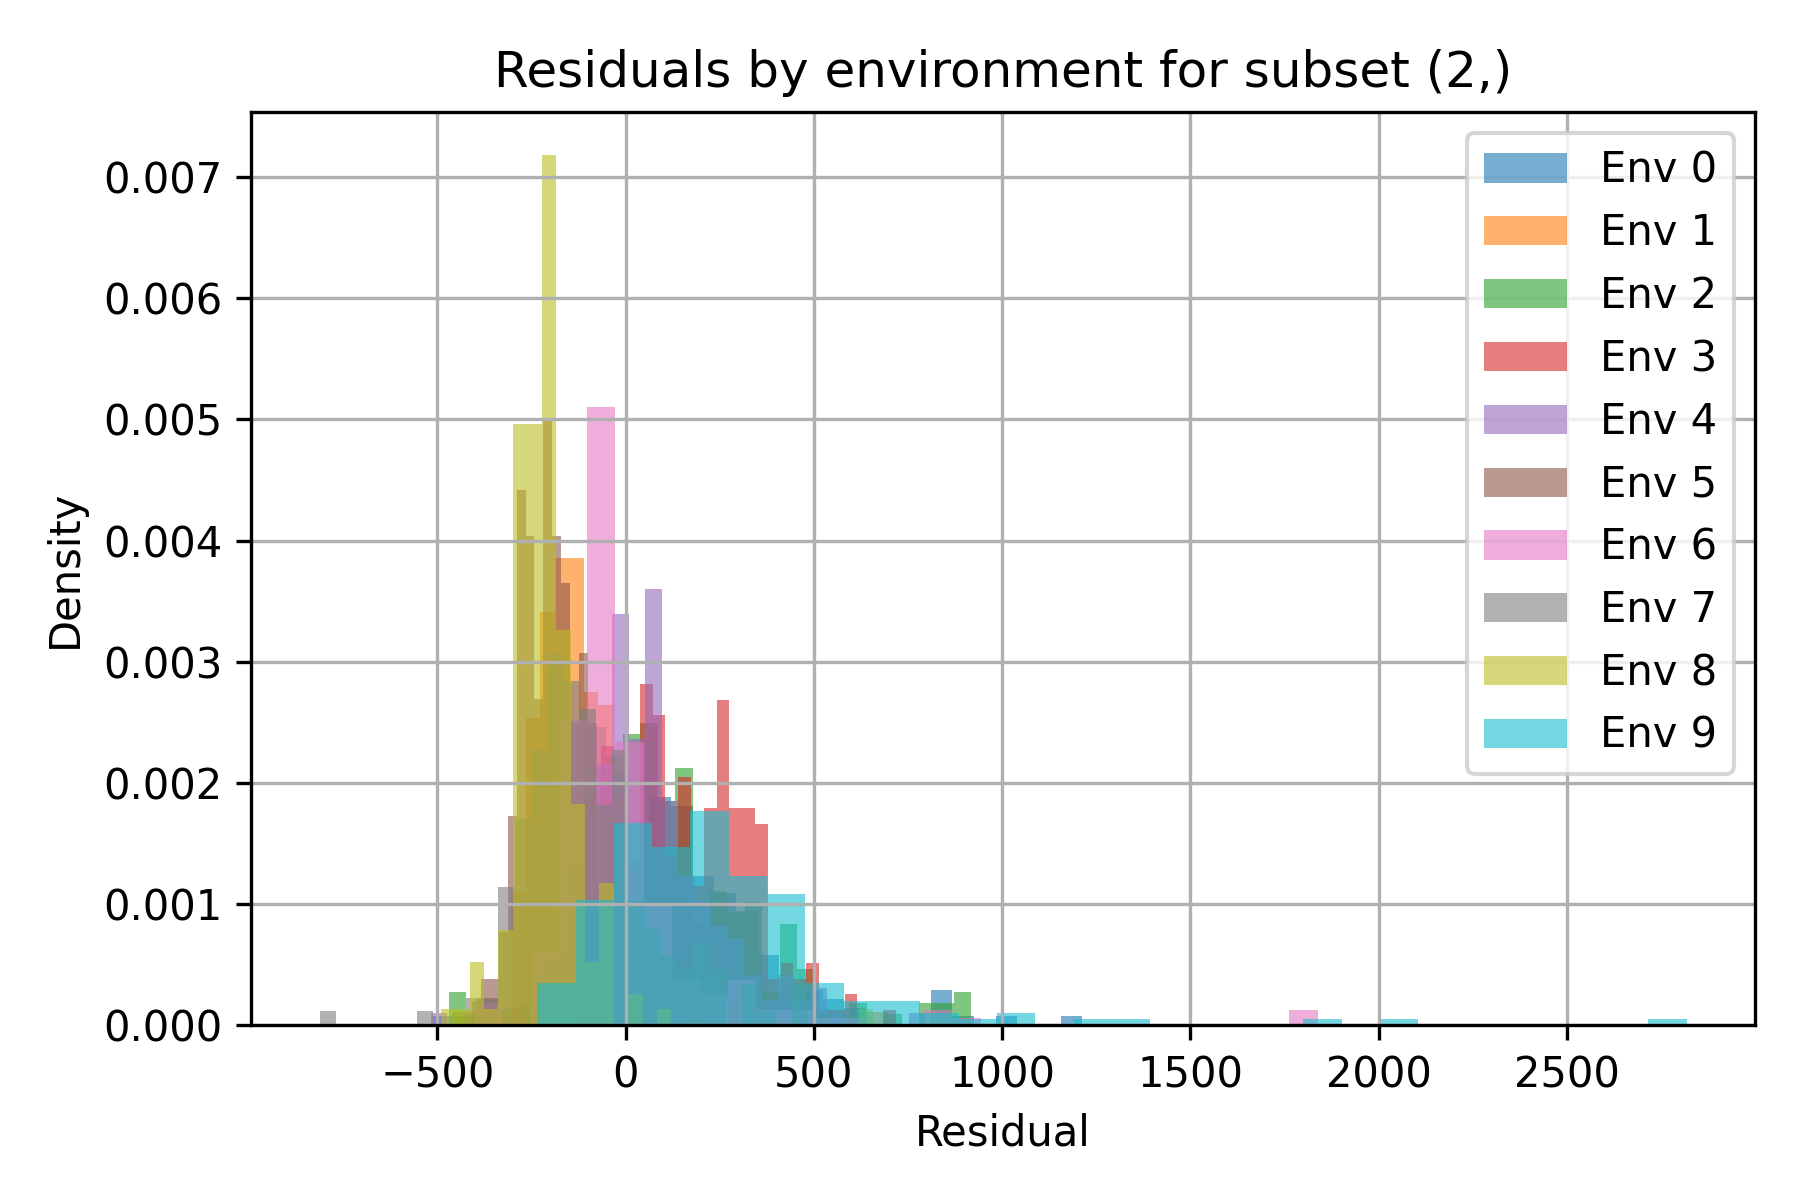 Residuals by environment for subset (2,)
Density
0.007
0.006
0.005
0.004
0.003
0.002
0.001
0.000
−500
0
500
1000
1500
2000
2500
Residual
Env 0
Env 1
Env 2
Env 3
Env 4
Env 5
Env 6
Env 7
Env 8
Env 9